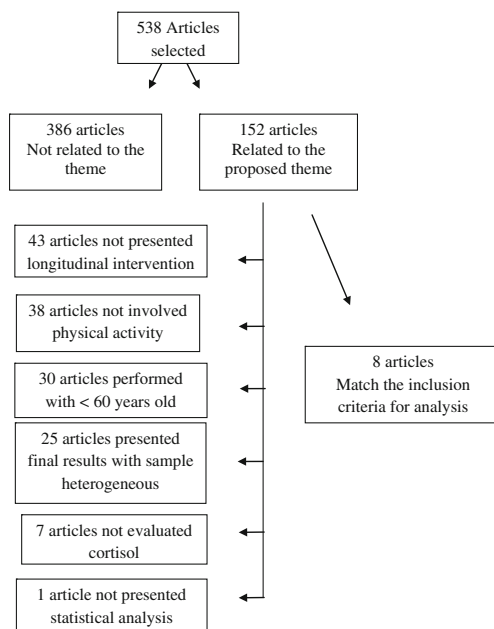 538 Articles
selected
386 articles
Not related to the
theme
152 articles
Related to the
proposed theme
43 articles not presented
longitudinal intervention
38 articles not involved
physical activity
30 articles performed
with < 60 years old
25 articles presented
final results with sample
heterogeneous
7 articles not evaluated
cortisol
1 article not presented
statistical analysis
8 articles
Match the inclusion
criteria for analysis